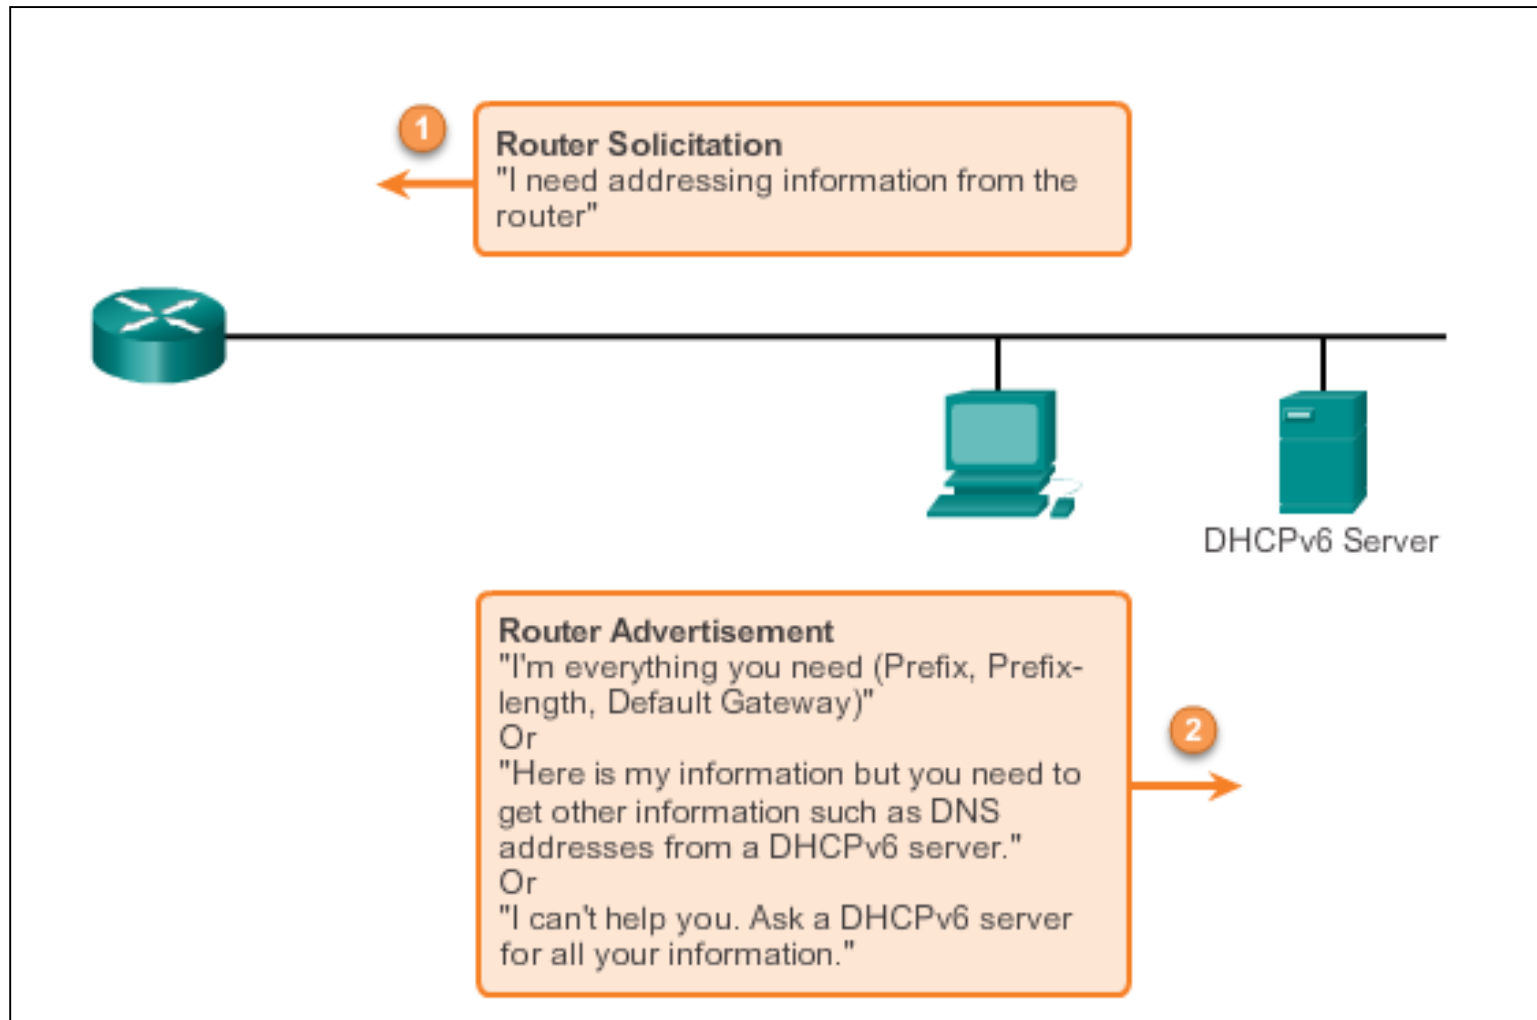 1
Router Solicitation
"I need addressing information from the
router"
DHCPv6 Server
Router Advertisement
"I'm everything you need (Prefix, Prefix-
length, Default Gateway)"
Or
"Here is my information but you need to
get other information such as DNS
addresses from a DHCPv6 server."
Or
"I can't help you. Ask a DHCPv6 server
for all your information."
2